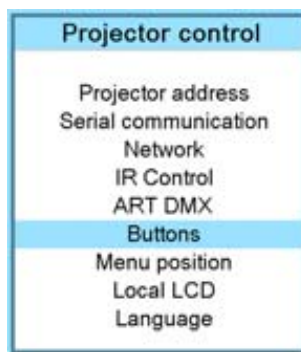 Projector control
Projector address
Serial communication
Network
IR Control
ART DMX
Buttons
Menu position
Local LCD
Language